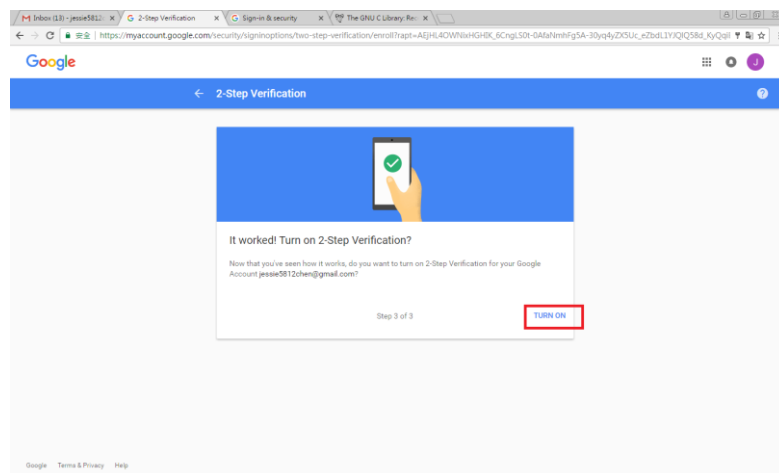 Inbox (13) - jessie5812
2-Step Verification
Sign-in & security
The GNU C Library: Re
安全 https://myaccount.google.com/security/signinoptions/two-step-verification/enroll?rapt=
Google
J
2-Step Verification
It worked! Turn on 2-Step Verification?
Now that you've seen how it works, do you want to turn on 2-Step Verification for your Google
Account jessie5812chen@gmail.com?
Step 3 of 3
TURN ON
Google Terms & Privacy Help